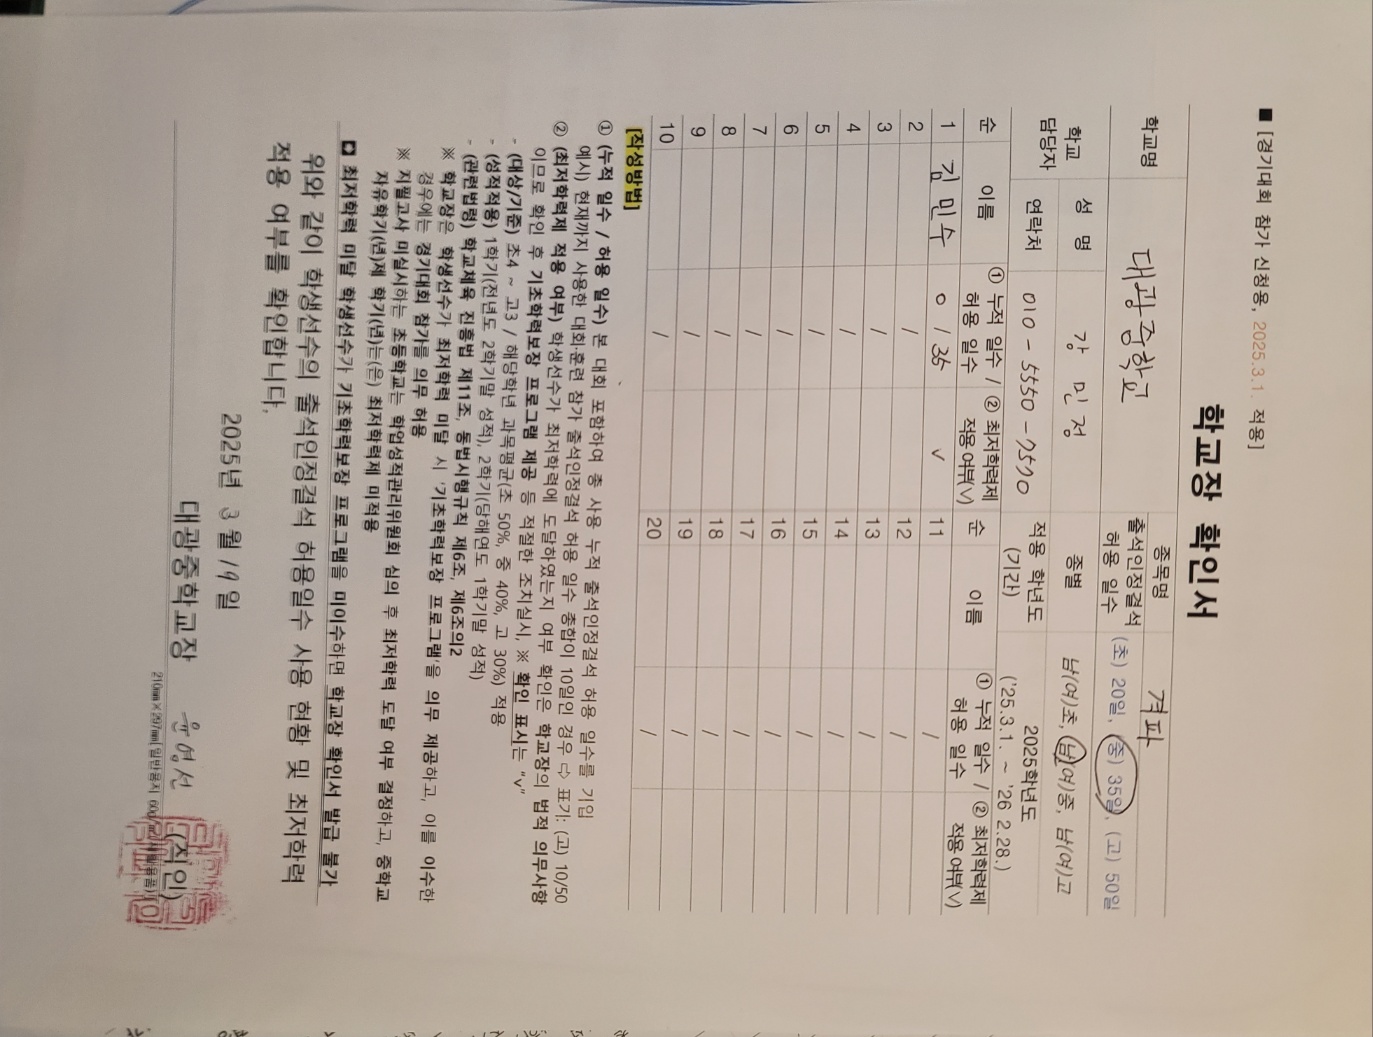 ■ [경기대회 참가 신청용, 2025.3.1. 적용]
학교장 확인서
학교명 대광중학교 종목명 격파
출석인정결석 허용 일수 (초) 20일, (중) 35일, (고) 50일
학교 담당자 성 명 강 민 정 종별 남(여)초, 남(여)중, 남(여)고
연락처 010-5550-7570 적용 학년도 (기간) 2025학년도 ('25.3.1. ~ '26 2.28.)
순 이름 ① 누적 일수 / 허용 일수 ② 최저학력제 적용여부(√) 순 이름 ① 누적 일수 / 허용 일수 ② 최저학력제 적용여부(√)
1 김민수 0 / 35 ∨ 11 /
2 / 12 /
3 / 13 /
4 / 14 /
5 / 15 /
6 / 16 /
7 / 17 /
8 / 18 /
9 / 19 /
10 / 20 /
[작성방법]
① (누적 일수 / 허용 일수) 본 대회 포함하여 총 사용 누적 출석인정결석 허용 일수를 기입
예시) 현재까지 사용한 대회·훈련 참가 출석인정결석 허용 일수 총합이 10일인 경우 ⇨ 표기: (고) 10/50
② (최저학력제 적용 여부) 학생선수가 최저학력에 도달하였는지 여부 확인은 학교장의 법적 의무사항
이므로 확인 후 기초학력보장 프로그램 제공 등 적절한 조치실시, ※ 확인 표시는 "√"
- (대상/기준) 초4 ~ 고3 / 해당학년 과목평균(초 50%, 중 40%, 고 30%) 적용
- (성적적용) 1학기(전년도 2학기말 성적), 2학기(당해연도 1학기말 성적)
- (관련법령) 학교체육 진흥법 제11조, 동법시행규칙 제6조, 제6조의2
※ 학교장은 학생선수가 최저학력 미달 시 '기초학력보장 프로그램'을 의무 제공하고, 이를 이수한
경우에는 경기대회 참가를 의무 허용
※ 지필고사 미실시하는 초등학교는 학업성적관리위원회 심의 후 최저학력 도달 여부 결정하고, 중학교
자유학기(년)제 학기(년)는(은) 최저학력제 미적용
◘ 최저학력 미달 학생선수가 기초학력보장 프로그램을 미이수하면 학교장 확인서 발급 불가
위와 같이 학생선수의 출석인정결석 허용일수 사용 현황 및 최저학력
적용 여부를 확인합니다.
2025년 3월 19일
대광중학교장 윤영선 (직인)